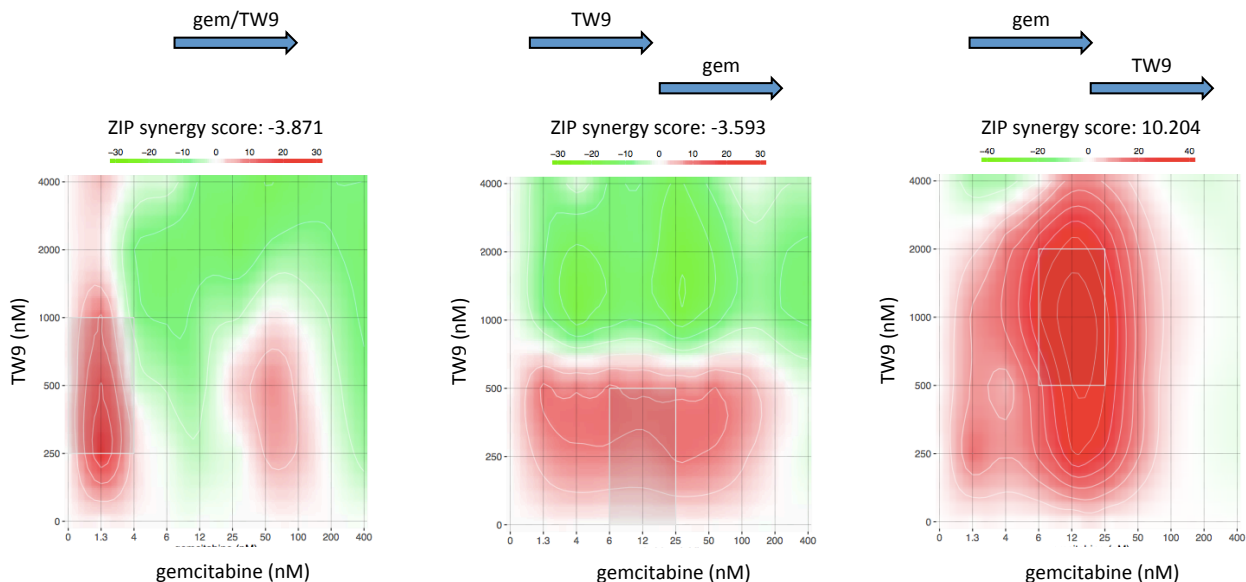 gem/TW9
ZIP synergy score: -3.871
−30 −20 −10 0 10 20 30
TW9 (nM)
4000
2000
1000
500
250
0
0 1.3 4 6 12 25 50 100 200 400
gemcitabine (nM)
TW9
gem
ZIP synergy score: -3.593
−30 −20 −10 0 10 20 30
TW9 (nM)
4000
2000
1000
500
250
0
0 1.3 4 6 12 25 50 100 200 400
gemcitabine (nM)
gem
TW9
ZIP synergy score: 10.204
−40 −20 0 20 40
TW9 (nM)
4000
2000
1000
500
250
0
0 1.3 4 6 12 25 50 100 200 400
gemcitabine (nM)